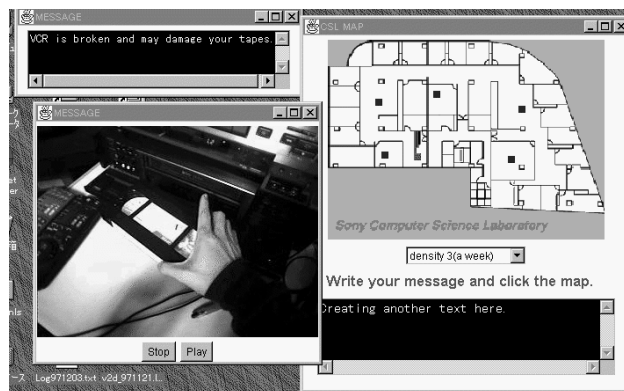 MESSAGE
VCR is broken and may damage your tapes.
MESSAGE
Stop Play
CSL MAP
Sony Computer Science Laboratory
density 3(a week)
Write your message and click the map.
Creating another text here.
Log971203.txt v2d_971121.l..